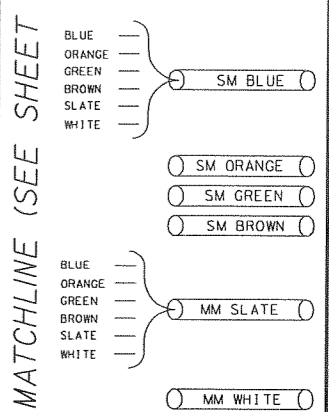 MATCHLINE (SEE SHEET
BLUE
ORANGE
GREEN
BROWN
SLATE
WHITE
SM BLUE
SM ORANGE
SM GREEN
SM BROWN
BLUE
ORANGE
GREEN
BROWN
SLATE
WHITE
MM SLATE
MM WHITE